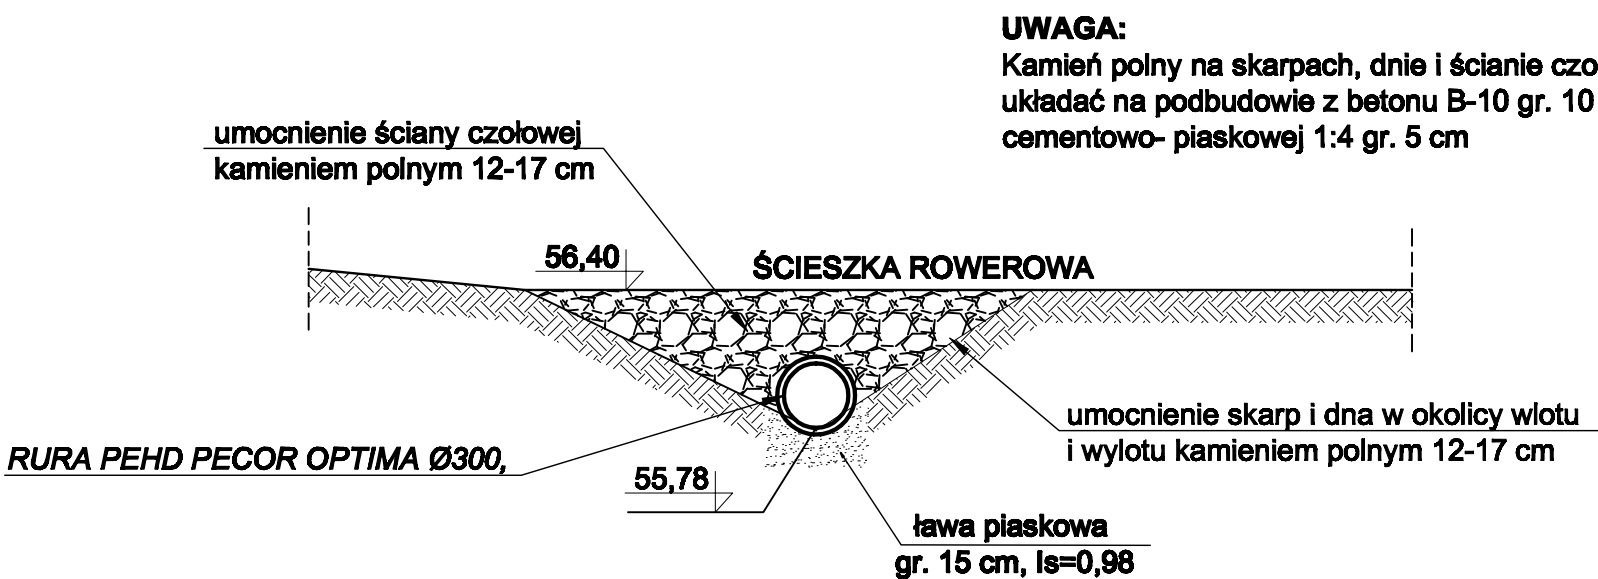 UWAGA:
Kamień polny na skarpach, dnie i ścianie czo
układać na podbudowie z betonu B-10 gr. 10
cementowo- piaskowej 1:4 gr. 5 cm
umocnienie ściany czołowej
kamieniem polnym 12-17 cm
56,40
ŚCIESZKA ROWEROWA
umocnienie skarp i dna w okolicy wlotu
i wylotu kamieniem polnym 12-17 cm
RURA PEHD PECOR OPTIMA Ø300,
55,78
ława piaskowa
gr. 15 cm, Is=0,98